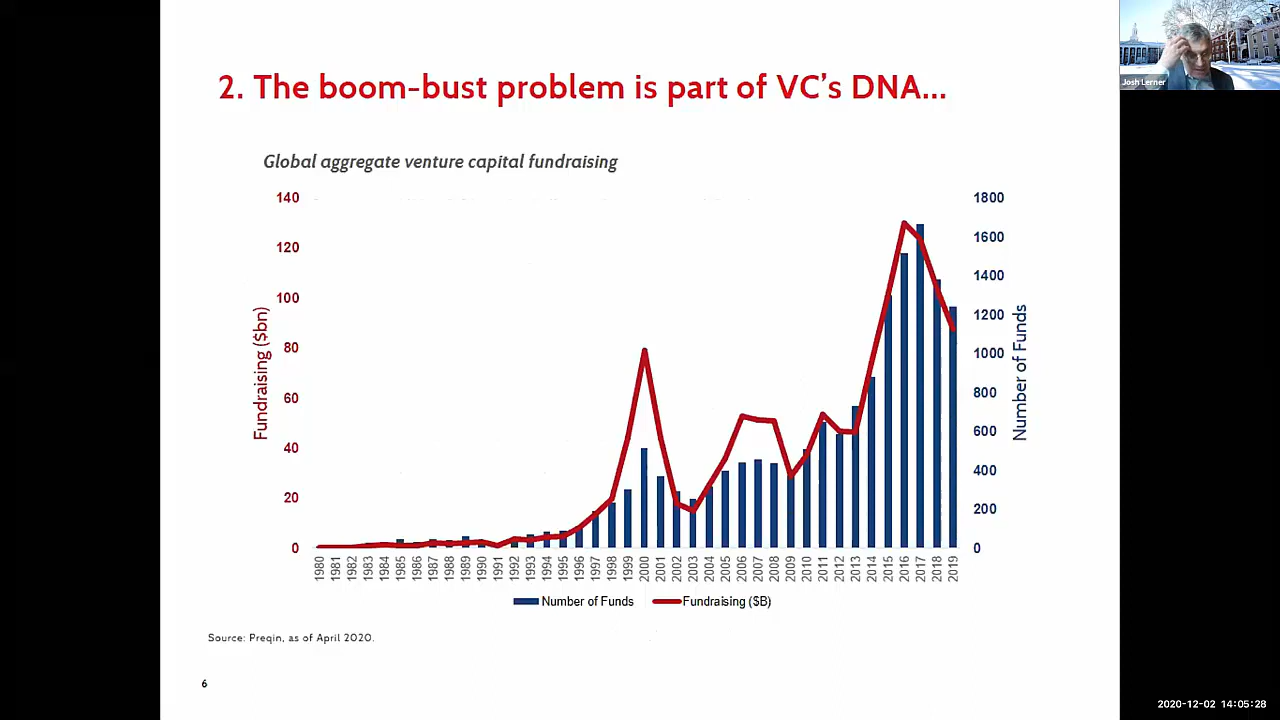 2. The boom-bust problem is part of VC’s DNA...
Josh Lerner
Global aggregate venture capital fundraising
140
120
100
80
60
40
20
0
Fundraising ($bn)
1800
1600
1400
1200
1000
800
600
400
200
0
Number of Funds
1980 1981 1982 1983 1984 1985 1986 1987 1988 1989 1990 1991 1992 1993 1994 1995 1996 1997 1998 1999 2000 2001 2002 2003 2004 2005 2006 2007 2008 2009 2010 2011 2012 2013 2014 2015 2016 2017 2018 2019
Number of Funds Fundraising ($B)
Source: Preqin, as of April 2020.
6
2020-12-02 14:05:28